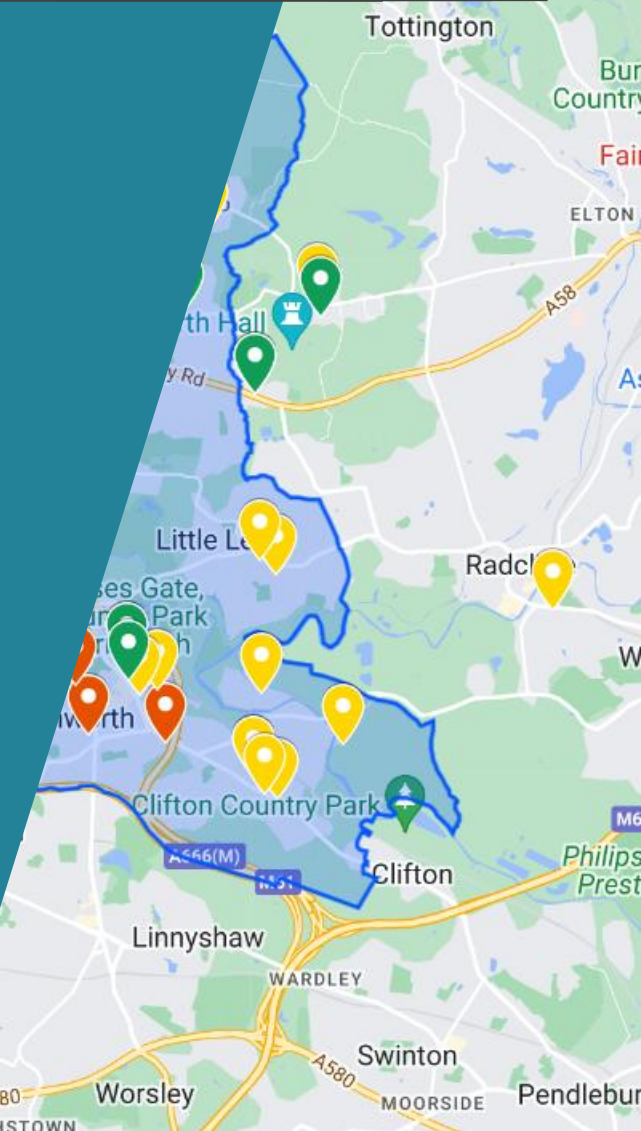 Tottington
Bur
Country
Fair
ELTON
A58
rth Hall
y Rd
As
Little Le
Radcl
ses Gate,
Park
W
worth
Clifton Country Park
M6
A666(M)
Philips
Prest
M61
Clifton
Linnyshaw
WARDLEY
Swinton
A580
80
Worsley
MOORSIDE
Pendlebur
HSTOWN